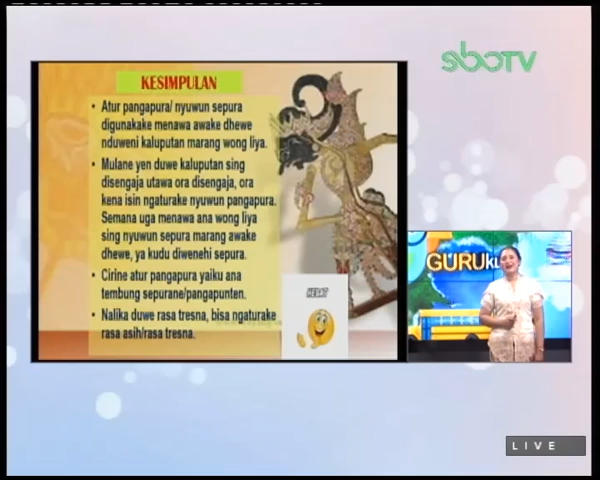 sbctv
KESIMPULAN
• Atur pangapura/ nyuwun sepura
digunakake menawa awake dhewe
nduweni kaluputan marang wong liya.
• Mulane yen duwe kaluputan sing
disengaja utawa ora disengaja, ora
kena isin ngaturake nyuwun pangapura.
Semana uga menawa ana wong liya
sing nyuwun sepura marang awake
dhewe, ya kudu diwenehi sepura.
• Cirine atur pangapura yaiku ana
tembung sepurane/pangapunten.
• Nalika duwe rasa tresna, bisa ngaturake
rasa asih/rasa tresna.
HEBAT
GURUKU
LIVE